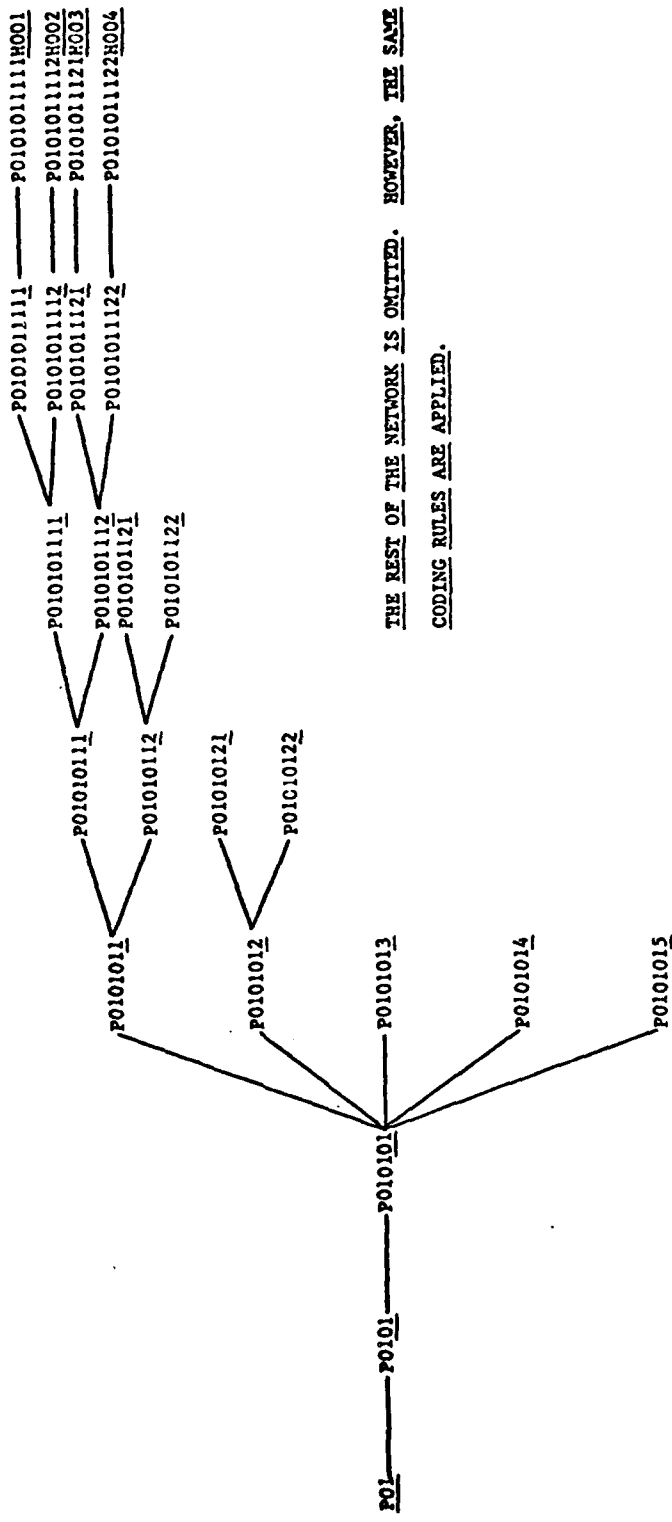 P01
P0101
P010101
P0101011
P0101012
P0101013
P0101014
P0101015
P01010111
P01010112
P01010121
P01010122
P010101111
P010101112
P010101121
P010101122
P0101011111
P0101011112
P0101011121
P0101011122
P0101011111H001
P0101011112H002
P0101011121H003
P0101011122H004
THE REST OF THE NETWORK IS OMITTED. HOWEVER, THE SAME
CODING RULES ARE APPLIED.